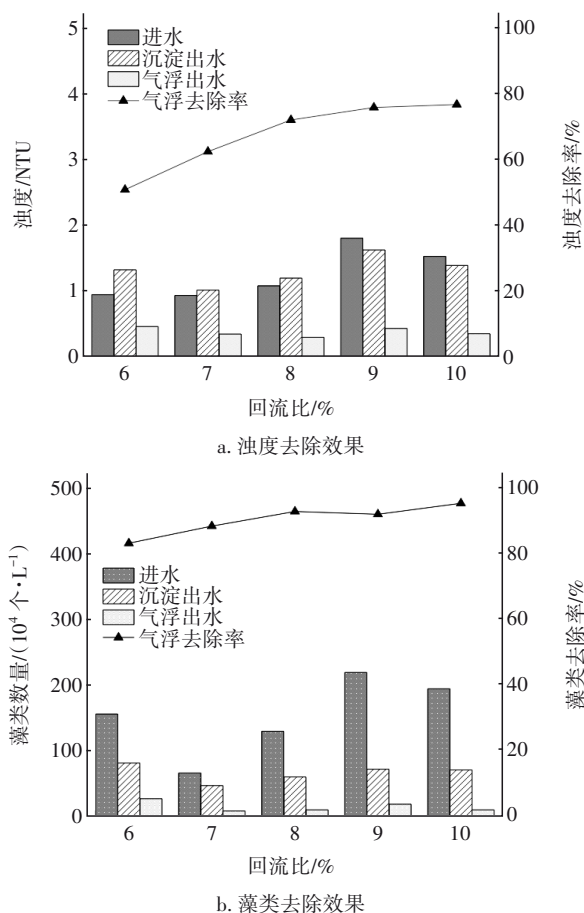 5
4
3
2
1
0
浊度/NTU
进水
沉淀出水
气浮出水
气浮去除率
100
80
60
40
20
0
浊度去除率/%
6 7 8 9 10
回流比/%
a. 浊度去除效果
500
400
300
200
100
0
藻类数量/(10⁴ 个·L⁻¹)
进水
沉淀出水
气浮出水
气浮去除率
100
80
60
40
20
0
藻类去除率/%
6 7 8 9 10
回流比/%
b. 藻类去除效果